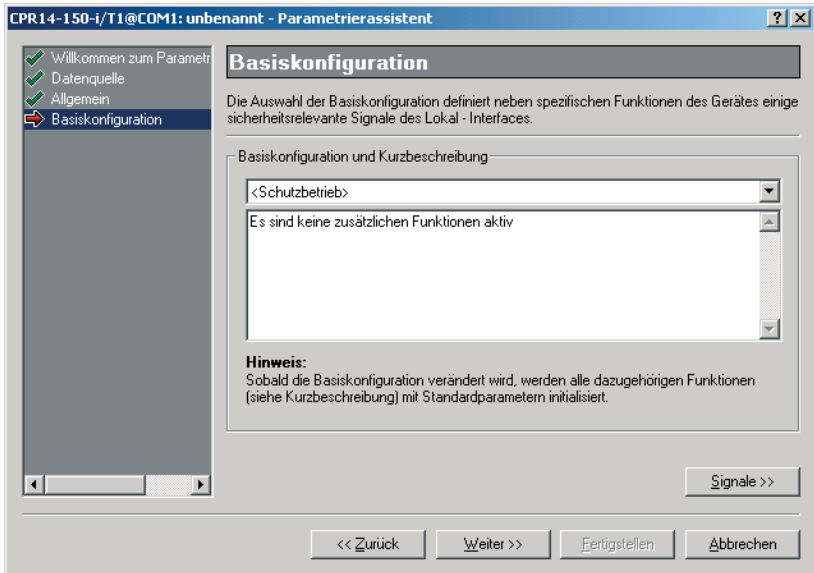 CPR14-150-i/T1@COM1: unbenannt - Parametrierassistent
Willkommen zum Parametr
Datenquelle
Allgemein
Basiskonfiguration
Basiskonfiguration
Die Auswahl der Basiskonfiguration definiert neben spezifischen Funktionen des Gerätes einige
sicherheitsrelevante Signale des Lokal - Interfaces.
Basiskonfiguration und Kurzbeschreibung
<Schutzbetrieb>
Es sind keine zusätzlichen Funktionen aktiv
Hinweis:
Sobald die Basiskonfiguration verändert wird, werden alle dazugehörigen Funktionen
(siehe Kurzbeschreibung) mit Standardparametern initialisiert.
Signale >>
<< Zurück
Weiter >>
Fertigstellen
Abbrechen